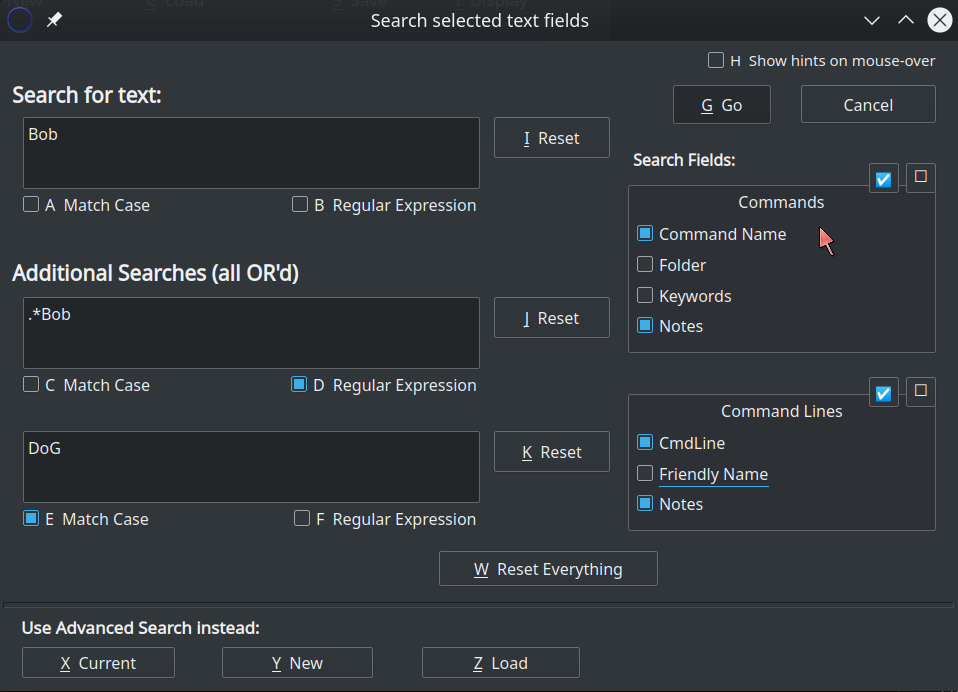 Search selected text fields
H Show hints on mouse-over
Search for text:
G Go
Cancel
Bob
I Reset
Search Fields:
A Match Case
B Regular Expression
Commands
Command Name
Folder
Keywords
Notes
Additional Searches (all OR'd)
.*Bob
J Reset
C Match Case
D Regular Expression
Command Lines
CmdLine
Friendly Name
Notes
DoG
K Reset
E Match Case
F Regular Expression
W Reset Everything
Use Advanced Search instead:
X Current
Y New
Z Load